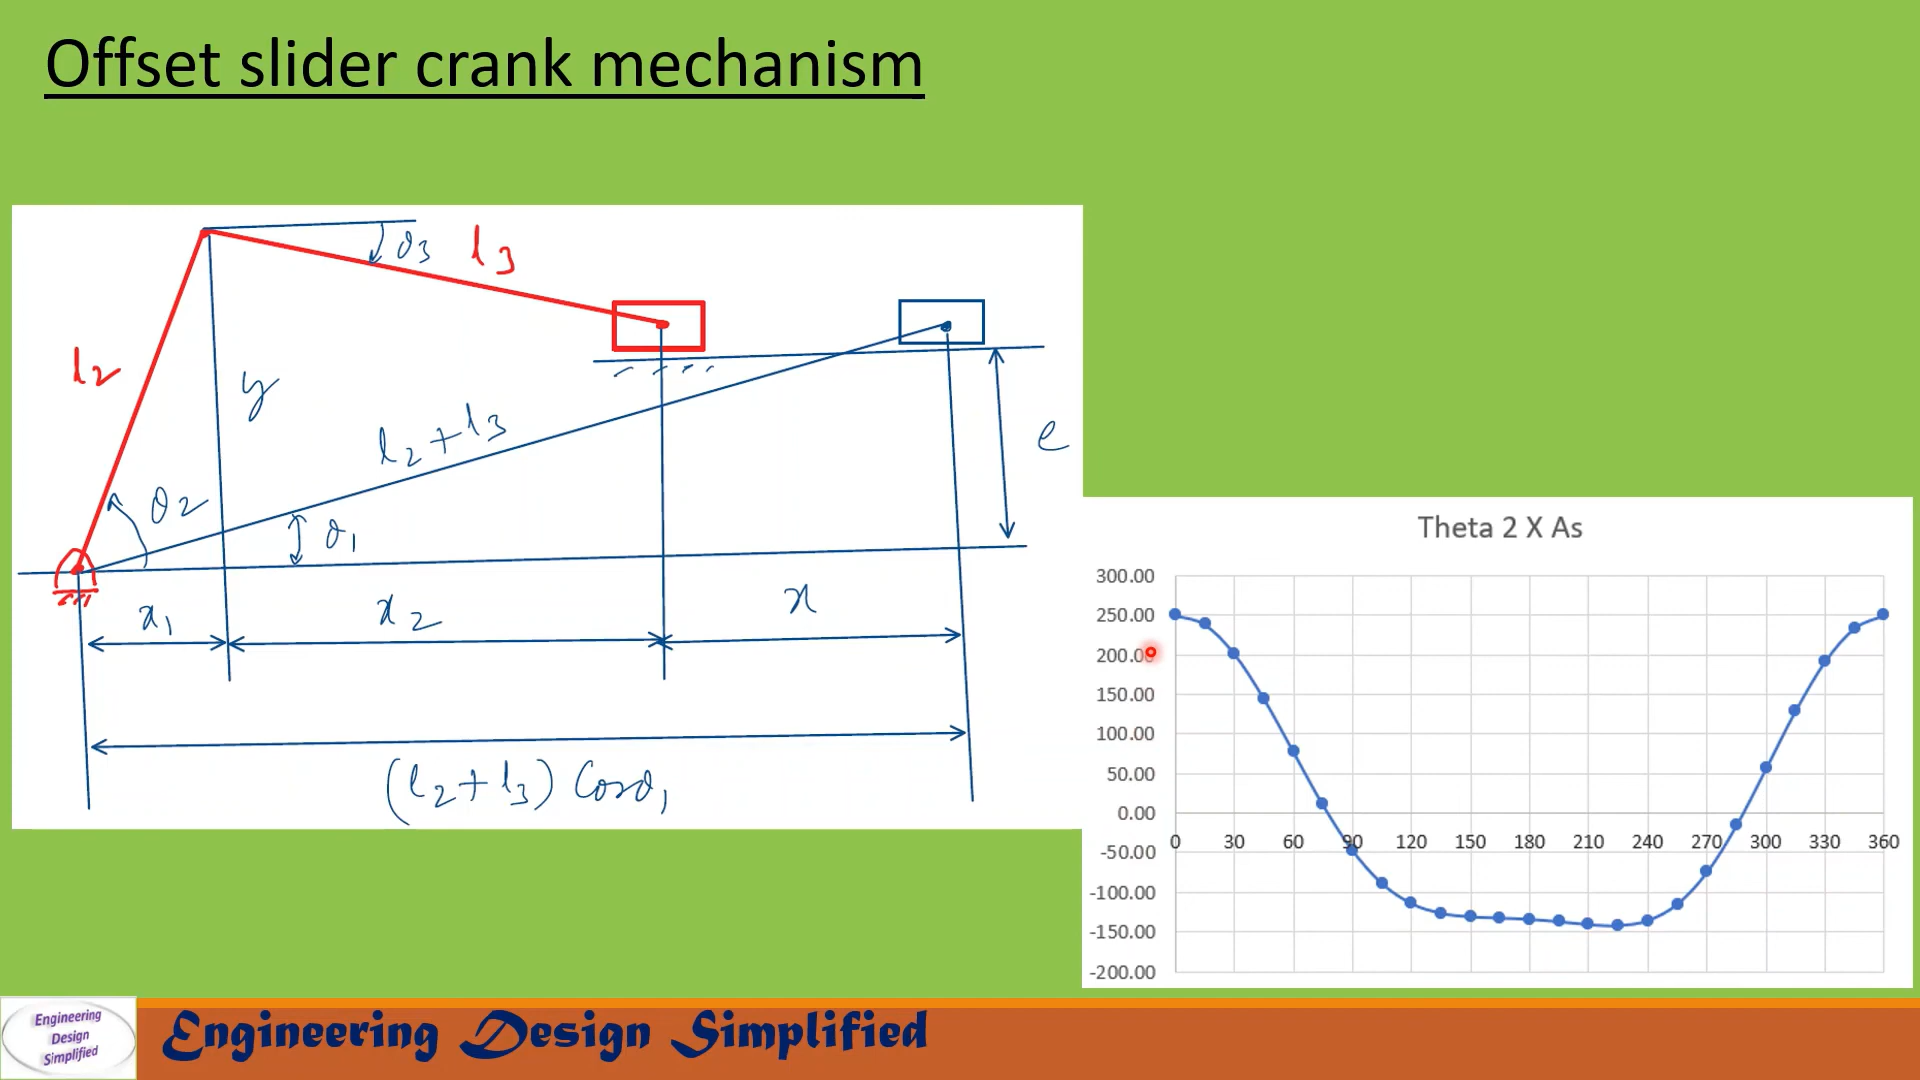 Offset slider crank mechanism
θ3
l3
l2
y
l2+l3
e
θ2
θ1
x1
x2
x
(l2+l3) Cosθ1
Theta 2 X As
300.00
250.00
200.00
150.00
100.00
50.00
0.00
0 30 60 90 120 150 180 210 240 270 300 330 360
-50.00
-100.00
-150.00
-200.00
Engineering
Design
Simplified
Engineering Design Simplified